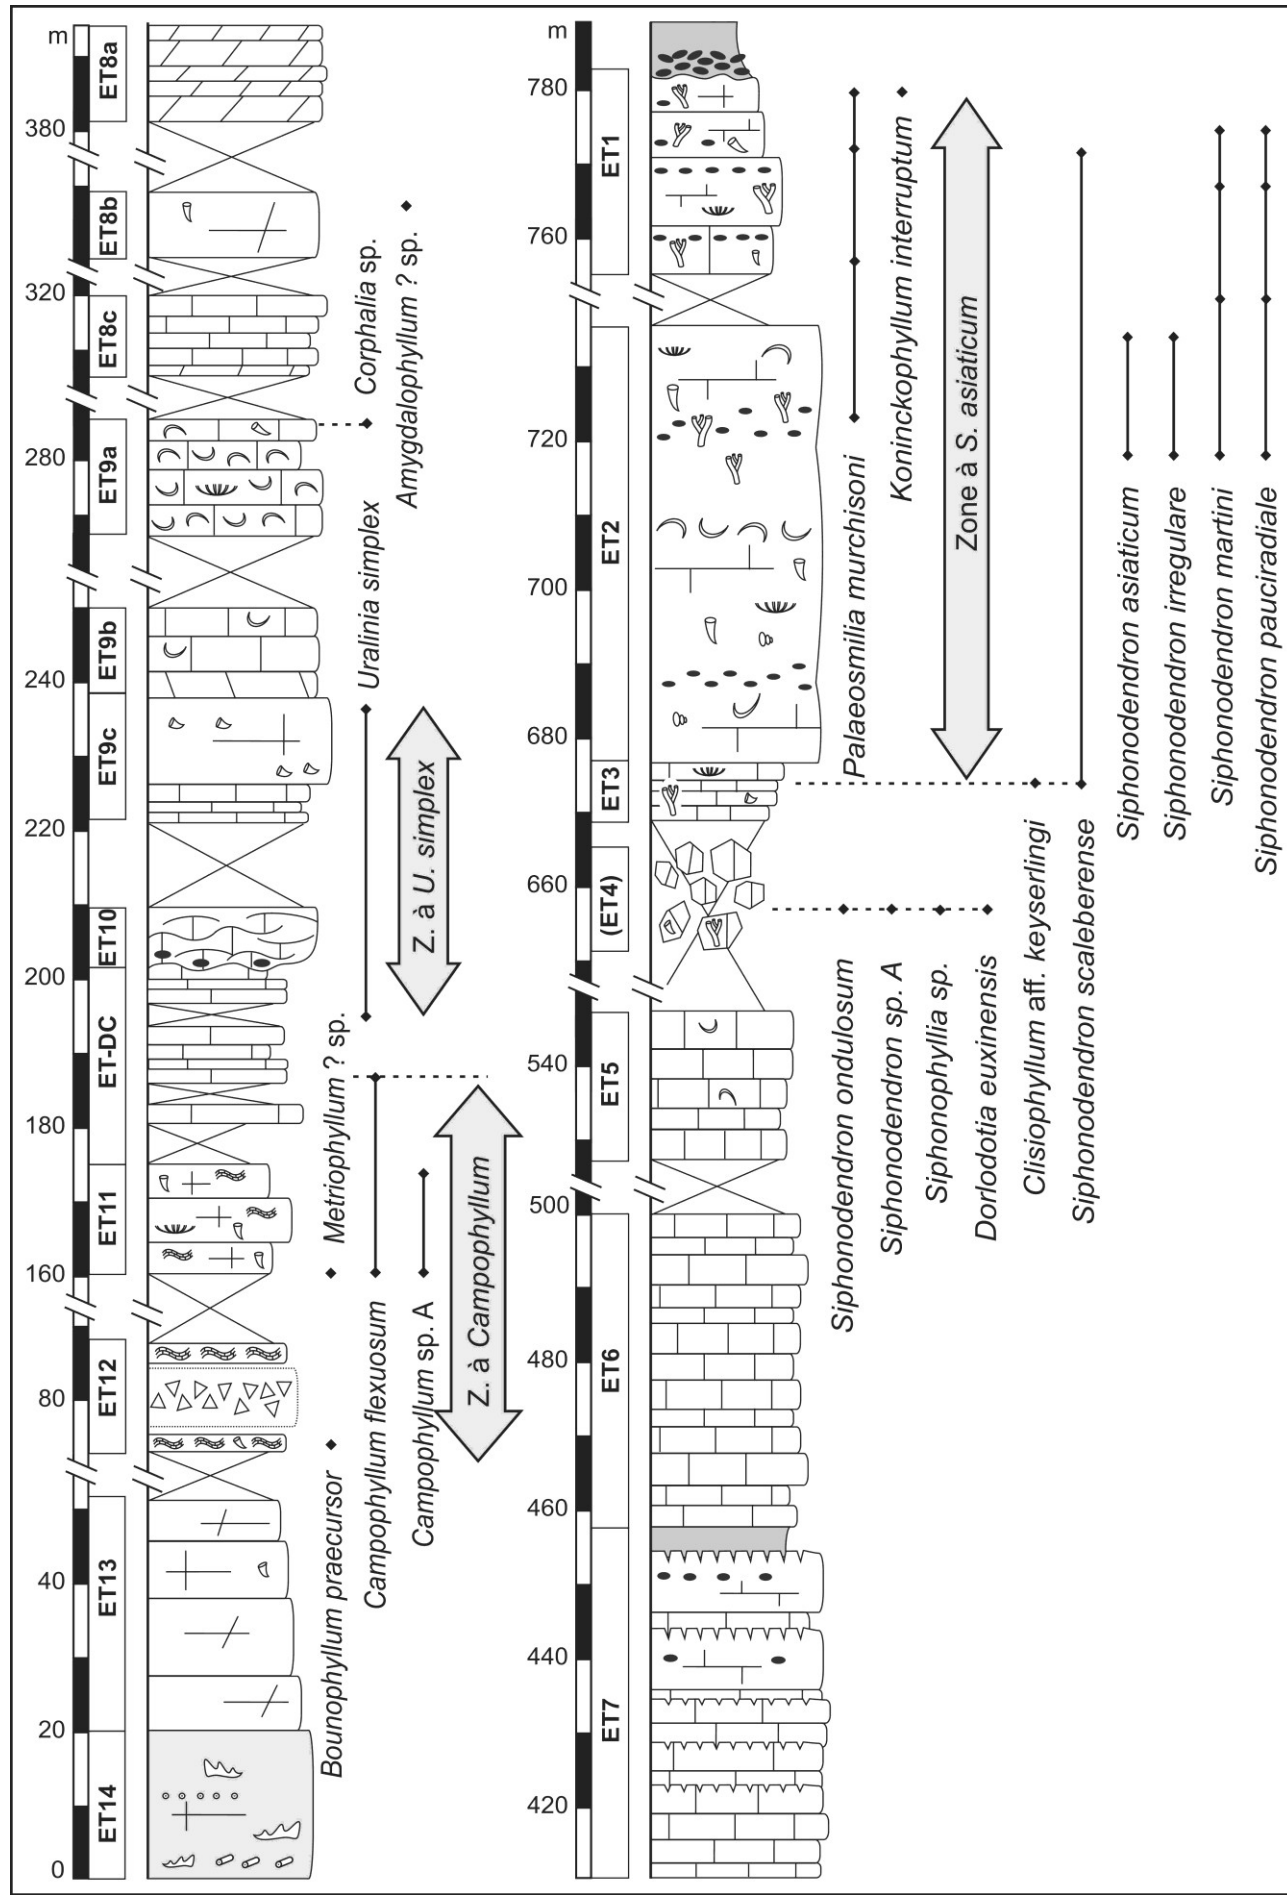 m
380
320
280
240
220
200
180
160
80
40
20
0
ET8a
ET8b
ET8c
ET9a
ET9b
ET9c
ET10
ET-DC
ET11
ET12
ET13
ET14
Corphalia sp.
Amygdalophyllum ? sp.
Uralinia simplex
Z. à U. simplex
Metriophyllum ? sp.
Z. à Campophyllum
Bounophyllum praecursor
Campophyllum flexuosum
Campophyllum sp. A
m
780
760
720
700
680
660
540
500
480
460
440
420
ET1
ET2
ET3
(ET4)
ET5
ET6
ET7
Palaeosmilia murchisoni
Koninckophyllum interruptum
Zone à S. asiaticum
Siphonodendron ondulosum
Siphonodendron sp. A
Siphonophyllia sp.
Dorlodotia euxinensis
Clisiophyllum aff. keyserlingi
Siphonodendron scaleberense
Siphonodendron asiaticum
Siphonodendron irregulare
Siphonodendron martini
Siphonodendron pauciradiale